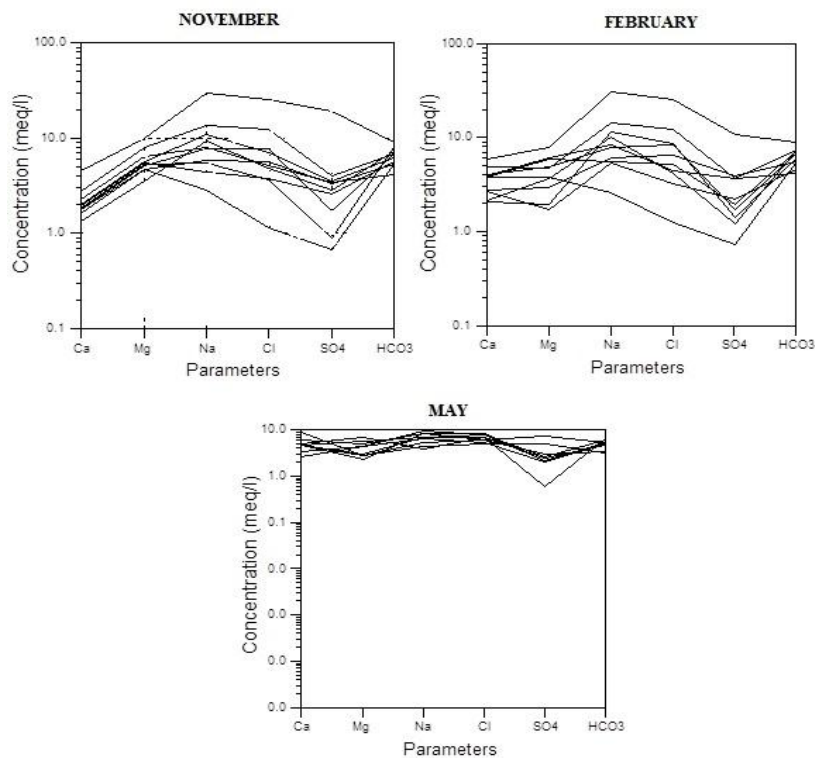 NOVEMBER
100.0
10.0
1.0
0.1
Concentration (meq/l)
Ca Mg Na Cl SO4 HCO3
Parameters
FEBRUARY
100.0
10.0
1.0
0.1
Concentration (meq/l)
Ca Mg Na Cl SO4 HCO3
Parameters
MAY
10.0
1.0
0.1
0.0
0.0
0.0
Concentration (meq/l)
Ca Mg Na Cl SO4 HCO3
Parameters